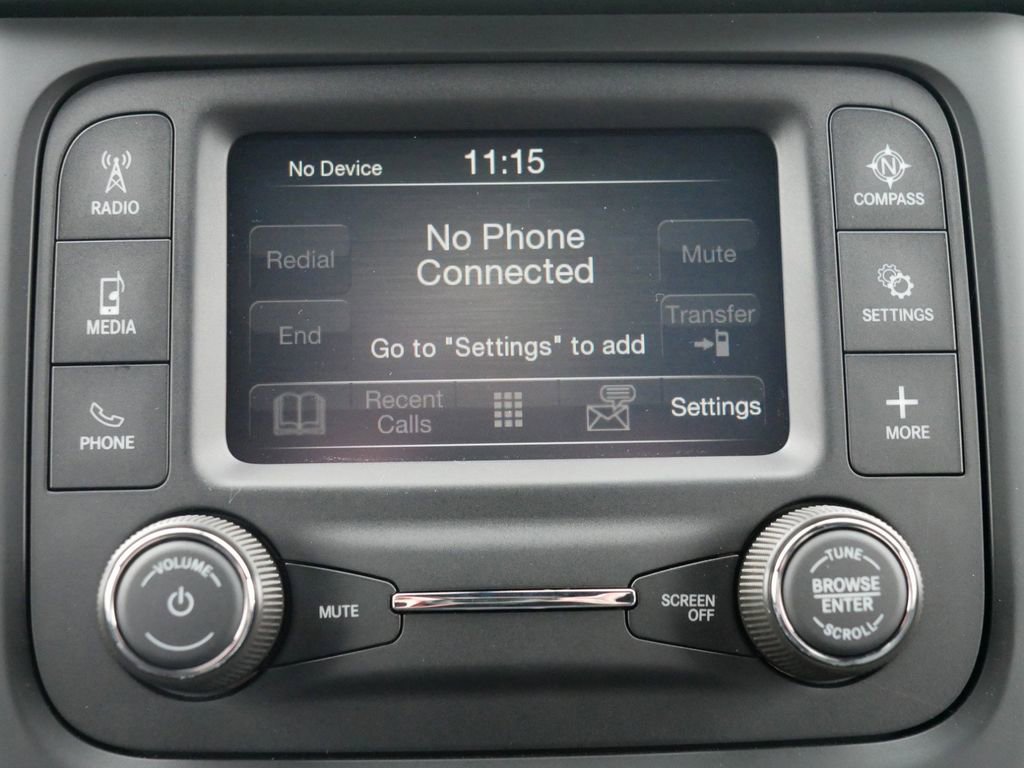 No Device
11:15
RADIO
MEDIA
PHONE
Redial
End
No Phone
Connected
Go to "Settings" to add
Mute
Transfer
Recent
Calls
Settings
N
COMPASS
SETTINGS
MORE
VOLUME
MUTE
SCREEN
OFF
TUNE
BROWSE
ENTER
SCROLL